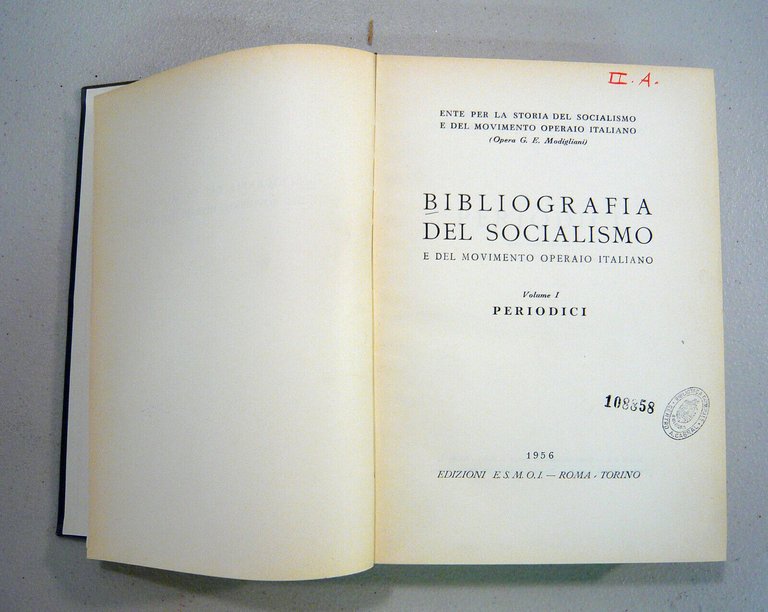 II. A.
ENTE PER LA STORIA DEL SOCIALISMO
E DEL MOVIMENTO OPERAIO ITALIANO
(Opera G. E. Modigliani)
BIBLIOGRAFIA
DEL SOCIALISMO
E DEL MOVIMENTO OPERAIO ITALIANO
Volume I
PERIODICI
108858
1956
EDIZIONI E. S. M. O. I. — ROMA - TORINO